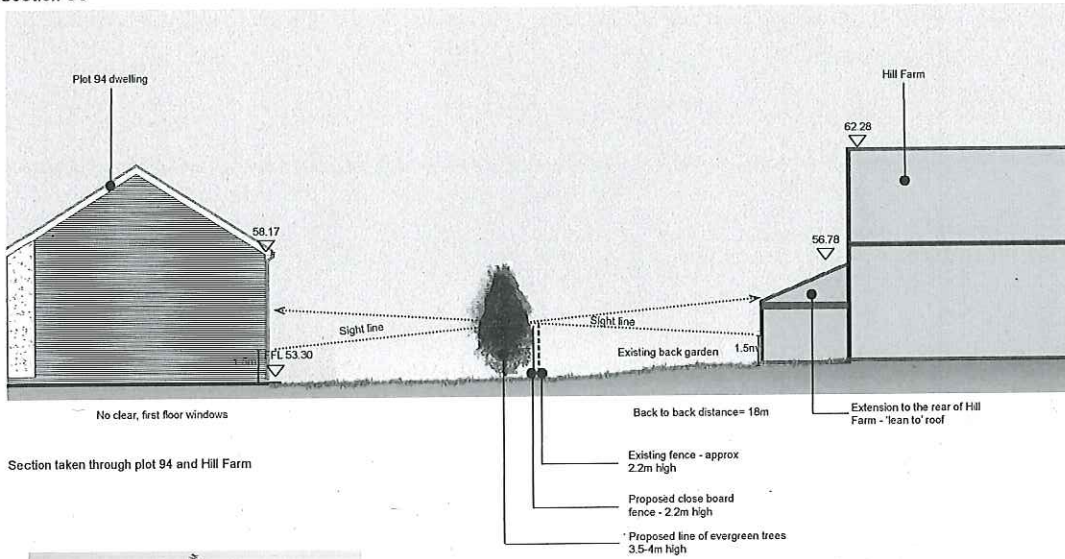 Plot 94 dwelling
Hill Farm
62.28
58.17
56.78
Sight line
Sight line
1.5m
FFL 53.30
Existing back garden
1.5m
No clear, first floor windows
Back to back distance= 18m
Extension to the rear of Hill
Farm - 'lean to' roof
Section taken through plot 94 and Hill Farm
Existing fence - approx
2.2m high
Proposed close board
fence - 2.2m high
Proposed line of evergreen trees
3.5-4m high